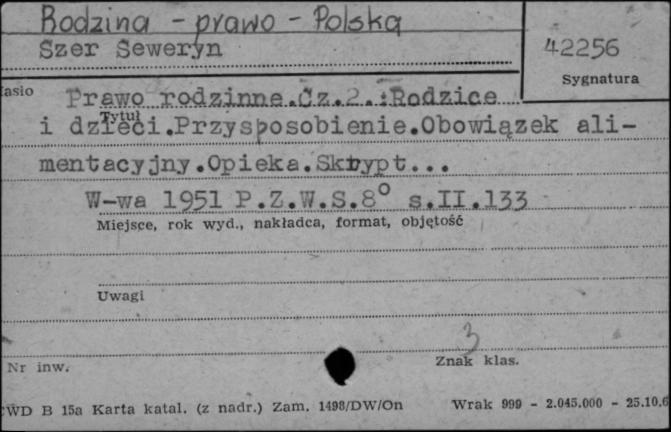 Rodzina - prawo - Polska
Szer Seweryn
42256
Sygnatura
Prawo rodzinne.Cz.2.:Rodzice
Tytuł
i dzieci.Przysposobienie.Obowiązek ali-
mentacyjny.Opieka.Skrypt...
W-wa 1951 P.Z.W.S.8° s.II.133
Miejsce, rok wyd., nakładca, format, objętość
Uwagi
3
Nr inw.
Znak klas.
WD B 15a Karta katal. (z nadr.) Zam. 1498/DW/On
Wrak 999 - 2.045.000 - 25.10.6